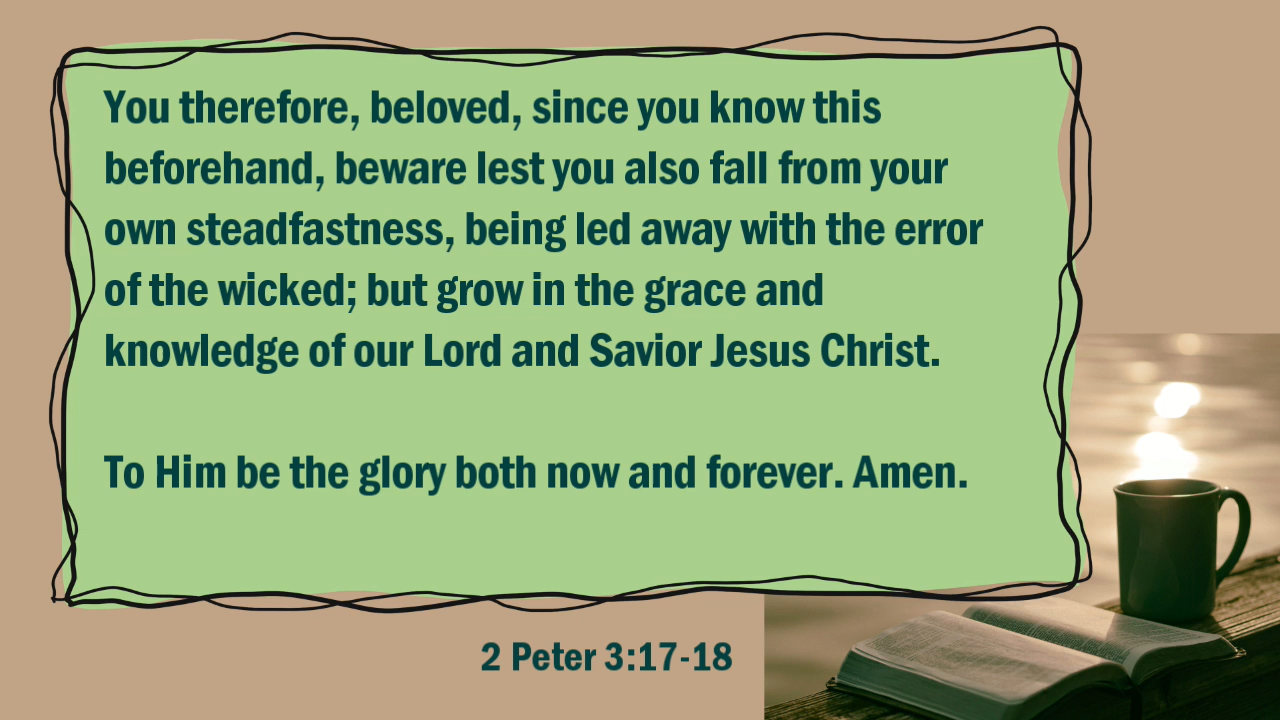 You therefore, beloved, since you know this
beforehand, beware lest you also fall from your
own steadfastness, being led away with the error
of the wicked; but grow in the grace and
knowledge of our Lord and Savior Jesus Christ.
To Him be the glory both now and forever. Amen.
2 Peter 3:17-18